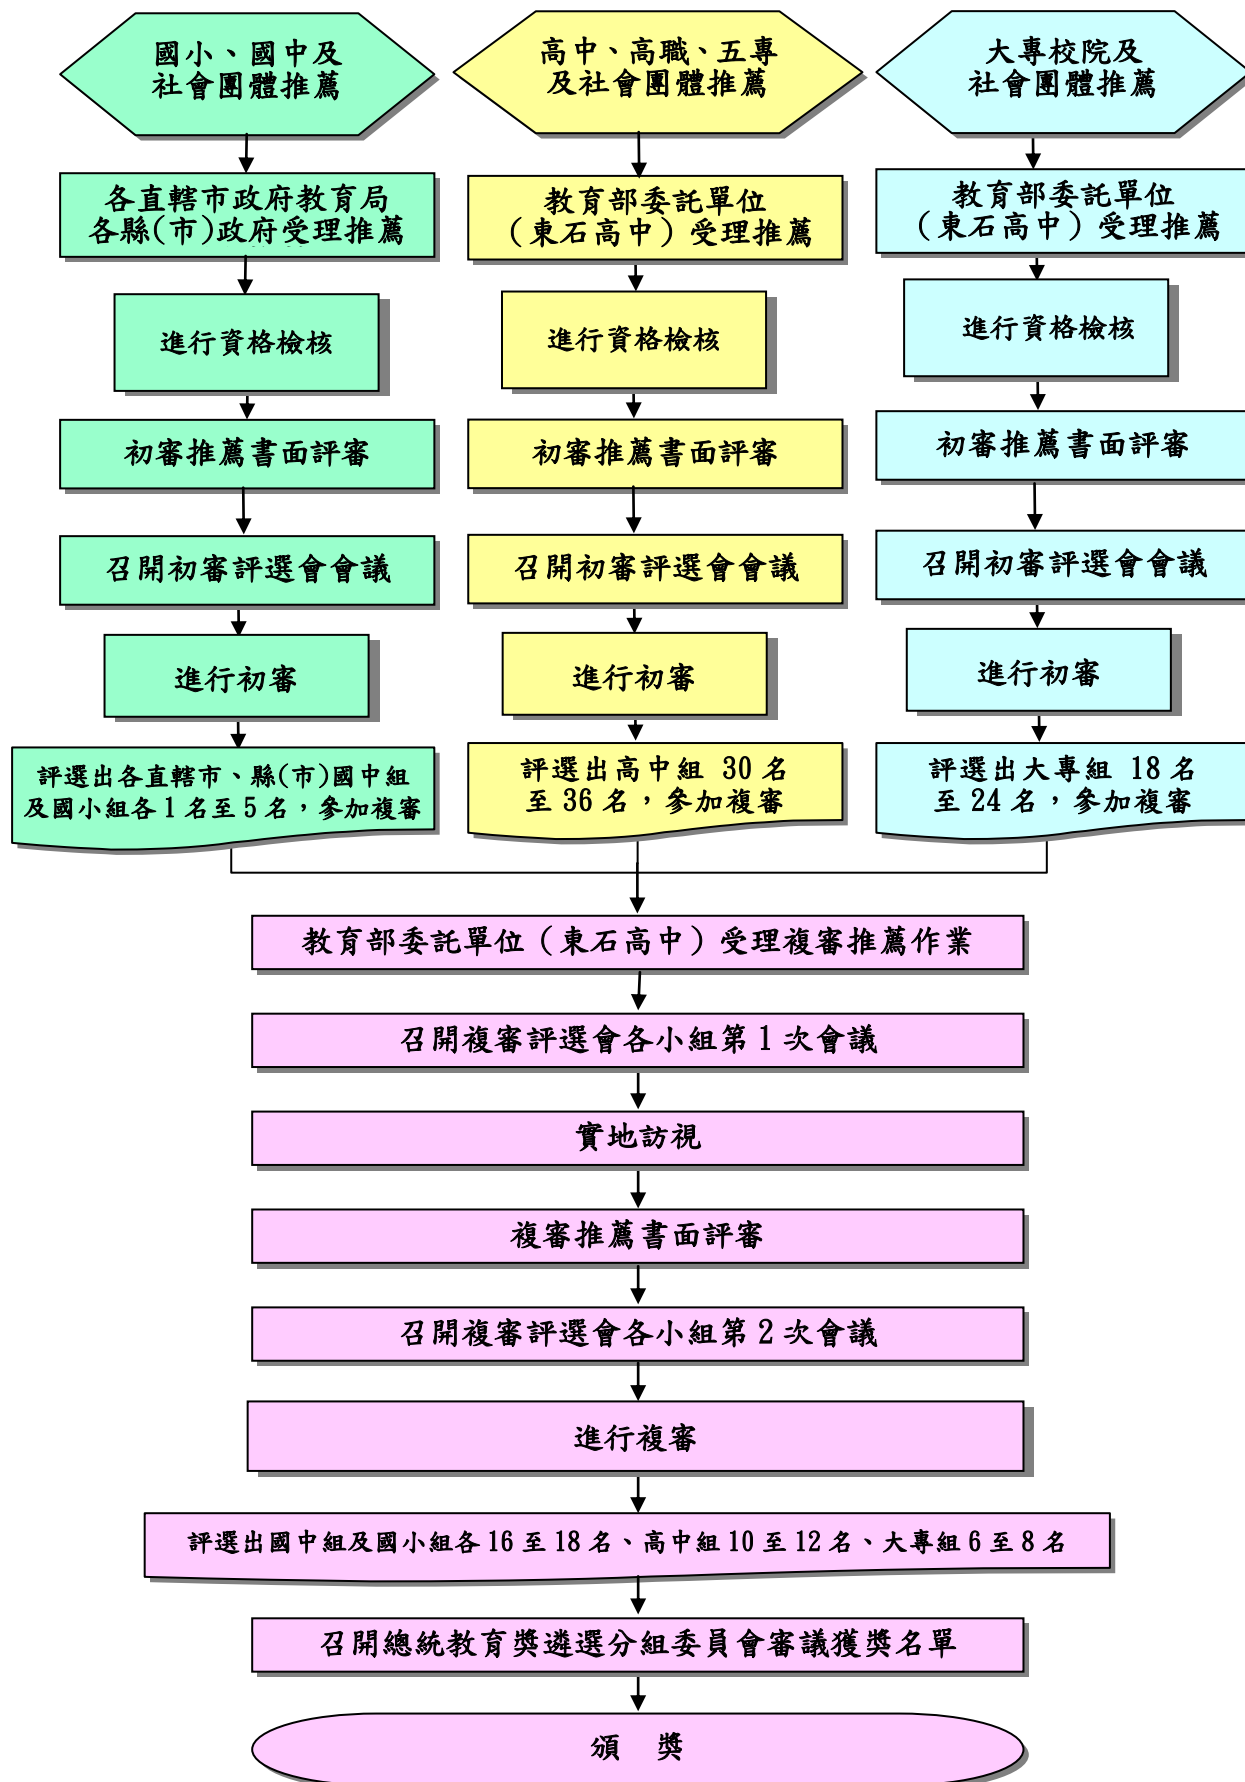 國小、國中及
社會團體推薦
各直轄市政府教育局
各縣(市)政府受理推薦
進行資格檢核
初審推薦書面評審
召開初審評選會會議
進行初審
評選出各直轄市、縣(市)國中組
及國小組各1名至5名，參加複審
高中、高職、五專
及社會團體推薦
教育部委託單位
（東石高中）受理推薦
進行資格檢核
初審推薦書面評審
召開初審評選會會議
進行初審
評選出高中組 30 名
至 36 名，參加複審
大專校院及
社會團體推薦
教育部委託單位
（東石高中）受理推薦
進行資格檢核
初審推薦書面評審
召開初審評選會會議
進行初審
評選出大專組 18 名
至 24 名，參加複審
教育部委託單位（東石高中）受理複審推薦作業
召開複審評選會各小組第 1 次會議
實地訪視
複審推薦書面評審
召開複審評選會各小組第 2 次會議
進行複審
評選出國中組及國小組各 16 至 18 名、高中組 10 至 12 名、大專組 6 至 8 名
召開總統教育獎遴選分組委員會審議獲獎名單
頒　獎